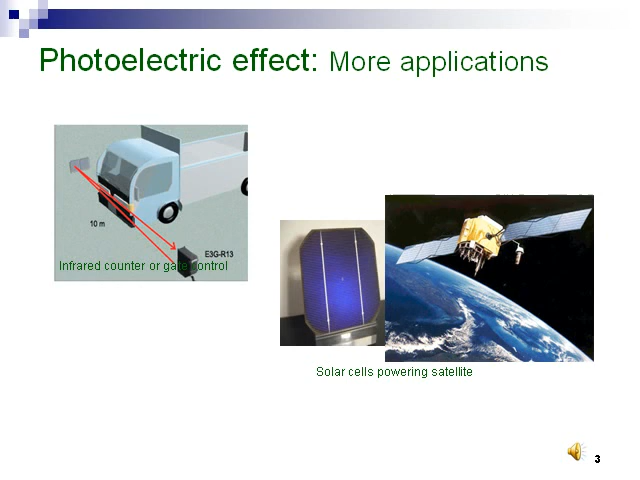 Photoelectric effect: More applications
10 m
E3G-R13
Infrared counter or gate control
Solar cells powering satellite
3